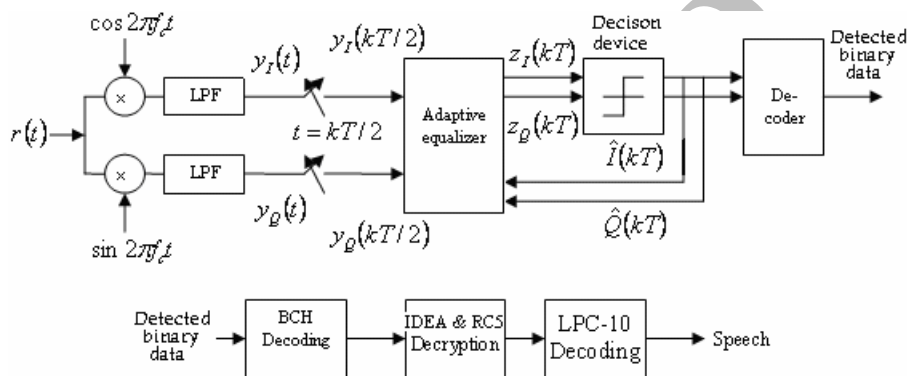 cos 2πf_c t
y_I(t)
y_I(kT/2)
LPF
×
r(t)
t = kT/2
Adaptive
equalizer
z_I(kT)
z_Q(kT)
Decison
device
Î(kT)
Q̂(kT)
De-
coder
Detected
binary
data
×
LPF
y_Q(t)
y_Q(kT/2)
sin 2πf_c t
Detected
binary
data
BCH
Decoding
IDEA & RC5
Decryption
LPC-10
Decoding
Speech